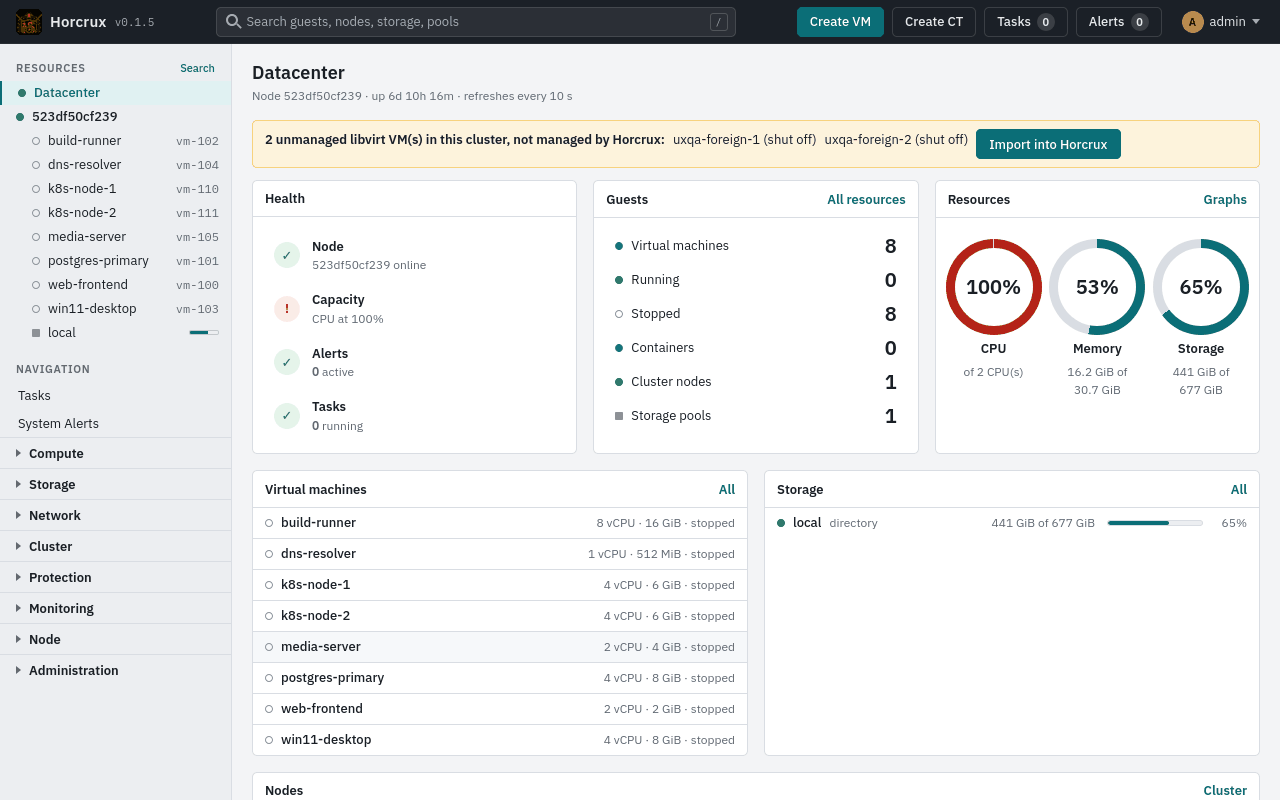 Horcrux v0.1.5
Search guests, nodes, storage, pools /
Create VM
Create CT
Tasks 0
Alerts 0
A admin
RESOURCES Search
Datacenter
523df50cf239
build-runner vm-102
dns-resolver vm-104
k8s-node-1 vm-110
k8s-node-2 vm-111
media-server vm-105
postgres-primary vm-101
web-frontend vm-100
win11-desktop vm-103
local
NAVIGATION
Tasks
System Alerts
Compute
Storage
Network
Cluster
Protection
Monitoring
Node
Administration
Datacenter
Node 523df50cf239 · up 6d 10h 16m · refreshes every 10 s
2 unmanaged libvirt VM(s) in this cluster, not managed by Horcrux: uxqa-foreign-1 (shut off) uxqa-foreign-2 (shut off) Import into Horcrux
Health
Node
523df50cf239 online
!
Capacity
CPU at 100%
Alerts
0 active
Tasks
0 running
Guests All resources
Virtual machines 8
Running 0
Stopped 8
Containers 0
Cluster nodes 1
Storage pools 1
Resources Graphs
100% 53% 65%
CPU Memory Storage
of 2 CPU(s) 16.2 GiB of 441 GiB of
30.7 GiB 677 GiB
Virtual machines All
build-runner 8 vCPU · 16 GiB · stopped
dns-resolver 1 vCPU · 512 MiB · stopped
k8s-node-1 4 vCPU · 6 GiB · stopped
k8s-node-2 4 vCPU · 6 GiB · stopped
media-server 2 vCPU · 4 GiB · stopped
postgres-primary 4 vCPU · 8 GiB · stopped
web-frontend 2 vCPU · 2 GiB · stopped
win11-desktop 4 vCPU · 8 GiB · stopped
Storage All
local directory 441 GiB of 677 GiB 65%
Nodes Cluster